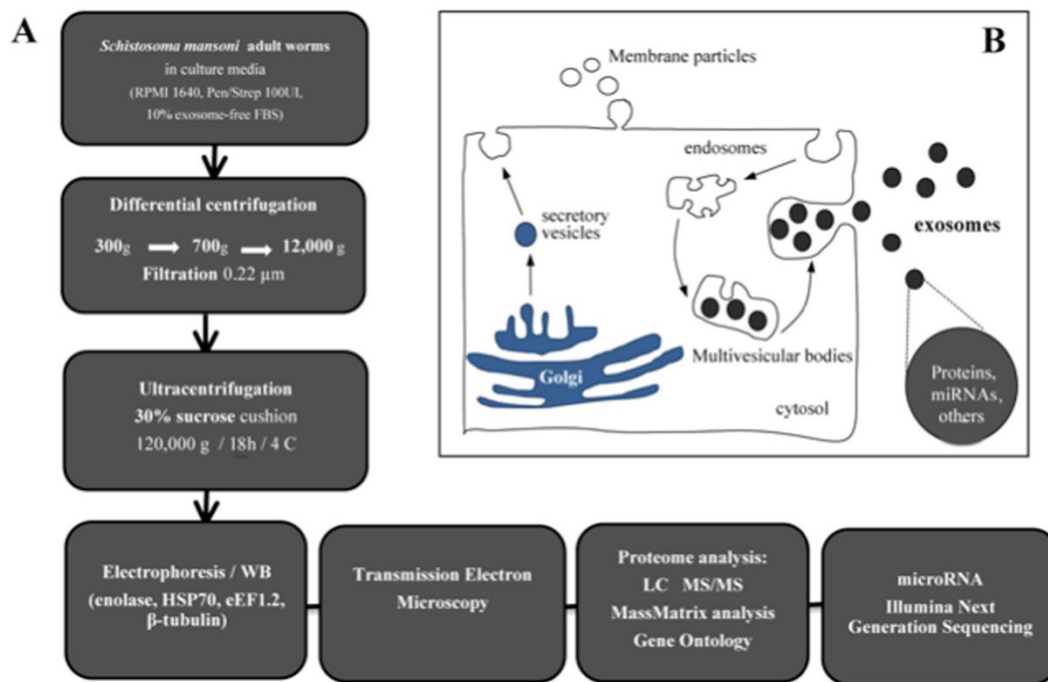 A
Schistosoma mansoni adult worms
in culture media
(RPMI 1640, Pen/Strep 100UI,
10% exosome-free FBS)
Differential centrifugation
300g 700g 12,000 g
Filtration 0.22 µm
Ultracentrifugation
30% sucrose cushion
120,000 g / 18h / 4 C
Electrophoresis / WB
(enolase, HSP70, eEF1.2,
β-tubulin)
Transmission Electron
Microscopy
Proteome analysis:
LC MS/MS
MassMatrix analysis
Gene Ontology
microRNA
Illumina Next
Generation Sequencing
B
Membrane particles
endosomes
secretory
vesicles
exosomes
Multivesicular bodies
Golgi
cytosol
Proteins,
miRNAs,
others